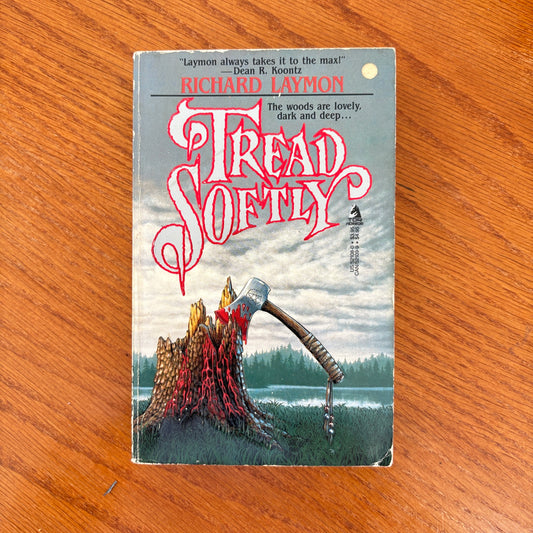 "Laymon always takes it to the max!"
—Dean R. Koontz
RICHARD LAYMON
The woods are lovely,
dark and deep...
TREAD
SOFTLY
HORROR